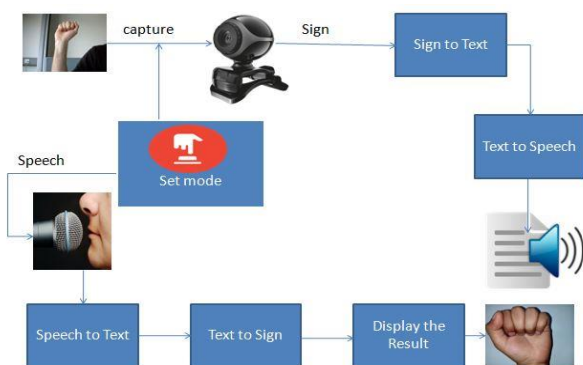 capture
Sign
Sign to Text
Speech
Set mode
Text to Speech
Speech to Text
Text to Sign
Display the
Result